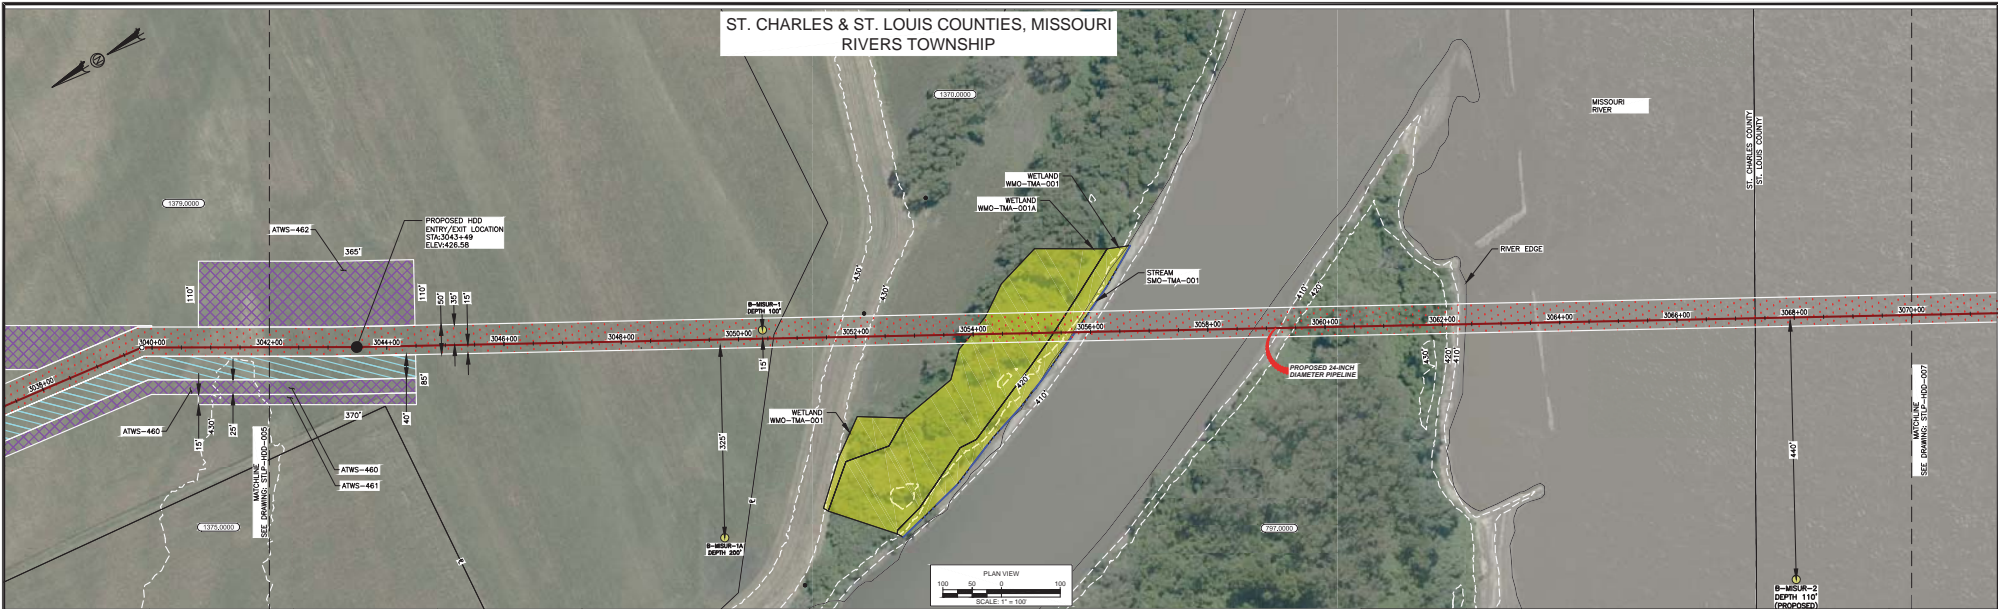 ST. CHARLES & ST. LOUIS COUNTIES, MISSOURI
RIVERS TOWNSHIP
N
1370.0000
MISSOURI
RIVER
ST. CHARLES COUNTY
ST. LOUIS COUNTY
1379.0000
ATWS-462
365'
110'
110'
PROPOSED HDD
ENTRY/EXIT LOCATION
STA:3043+49
ELEV:426.58
50'
35'
15'
B-MISUR-1
DEPTH 100'
15'
430'
430'
WETLAND
WMO-TMA-001
WETLAND
WMO-TMA-001A
STREAM
SMO-TMA-001
410'
420'
RIVER EDGE
3038+00
3040+00
3042+00
3044+00
3046+00
3048+00
3050+00
3052+00
3054+00
3056+00
3058+00
3060+00
3062+00
3064+00
3066+00
3068+00
3070+00
PROPOSED 24-INCH
DIAMETER PIPELINE
430'
420'
410'
420'
410'
85'
40'
370'
ATWS-460
15'
430'
25'
ATWS-460
ATWS-461
MATCHLINE
SEE DRAWING: STLP-HDD-005
1375.0000
325'
WETLAND
WMO-TMA-001
B-MISUR-1A
DEPTH 200'
797.0000
440'
MATCHLINE
SEE DRAWING: STLP-HDD-007
PLAN VIEW
100 50 0 100
SCALE: 1" = 100'
B-MISUR-2
DEPTH 110'
(PROPOSED)